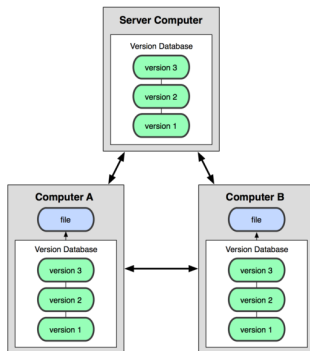 Server Computer
Version Database
version 3
version 2
version 1
Computer A
file
Version Database
version 3
version 2
version 1
Computer B
file
Version Database
version 3
version 2
version 1